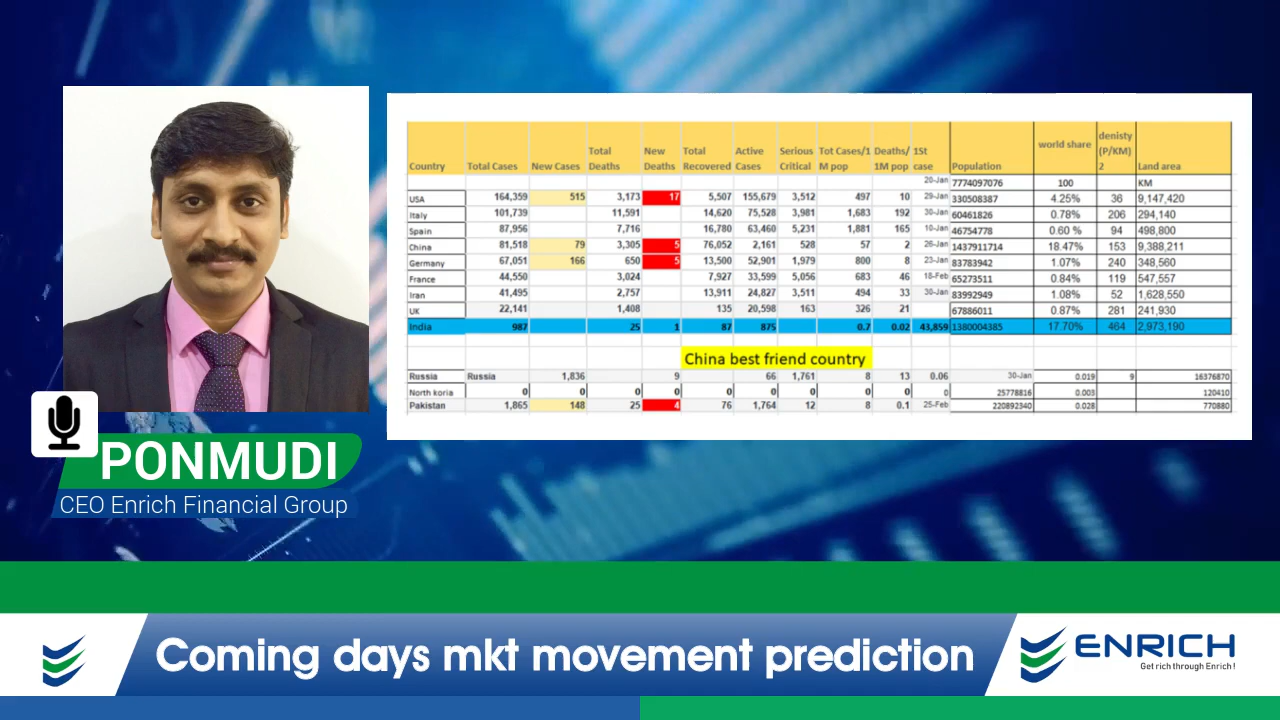 Country Total Cases New Cases Total Deaths New Deaths Total Recovered Active Cases Serious Critical Tot Cases/1 M pop Deaths/ 1M pop 1St case Population world share denisty (P/KM) 2 Land area
20-Jan 7774097076 100 KM
USA 164,359 515 3,173 17 5,507 155,679 3,512 497 10 29-Jan 330508387 4.25% 36 9,147,420
Italy 101,739 11,591 14,620 75,528 3,981 1,683 192 30-Jan 60461826 0.78% 206 294,140
Spain 87,956 7,716 16,780 63,460 5,231 1,881 165 10-Jan 46754778 0.60 % 94 498,800
China 81,518 79 3,305 5 76,052 2,161 528 57 2 26-Jan 1437911714 18.47% 153 9,388,211
Germany 67,051 166 650 5 13,500 52,901 1,979 800 8 23-Jan 83783942 1.07% 240 348,560
France 44,550 3,024 7,927 33,599 5,056 683 46 18-Feb 65273511 0.84% 119 547,557
Iran 41,495 2,757 13,911 24,827 3,511 494 33 30-Jan 83992949 1.08% 52 1,628,550
UK 22,141 1,408 135 20,598 163 326 21 67886011 0.87% 281 241,930
India 987 25 1 87 875 0.7 0.02 43,859 1380004385 17.70% 464 2,973,190
China best friend country
Russia Russia 1,836 9 66 1,761 8 13 0.06 30-Jan 0.019 9 16376870
North koria 0 0 0 0 0 0 0 0 0 0 25778816 0.003 120410
Pakistan 1,865 148 25 4 76 1,764 12 8 0.1 25-Feb 220892340 0.028 770880
PONMUDI
CEO Enrich Financial Group
Coming days mkt movement prediction
ENRICH
Get rich through Enrich!